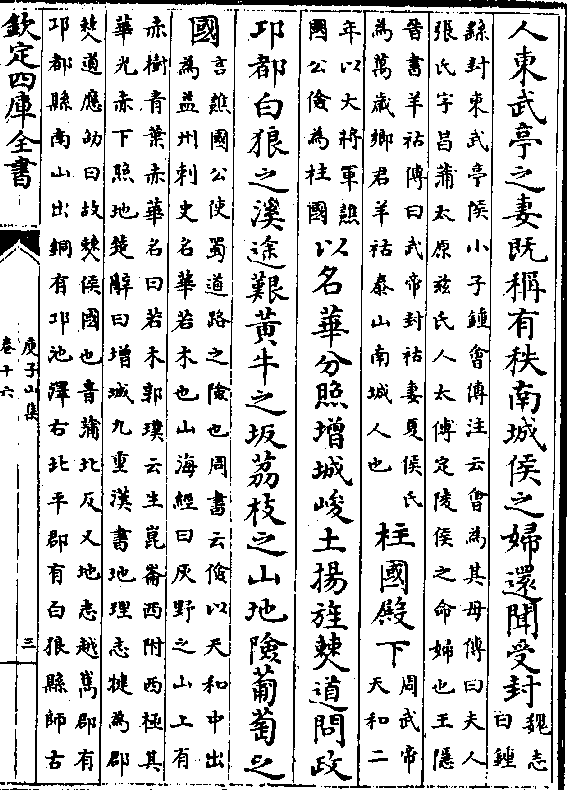 人東武亭之妻既稱有秩南城侯之婦還聞受封魏志曰鍾
繇封東武亭侯小子鍾會傳注云會為其母傳曰夫人
張氏字昌蒲太原兹氏人太傅定陵侯之命婦也王隱
晉書羊祜傳曰武帝封祜妻夏侯氏
為萬歲鄉君羊祜泰山南城人也
柱國殿下周武帝天和二
年以大將軍譙
國公儉為柱國
以名華分照增城峻土揚旌僰道問政
邛都白狼之溪途艱黃牛之坂荔枝之山地險葡萄之
國言譙國公使蜀道路之險也周書云儉以天和中出
為益州刺史名華若木也山海經曰灰野之山上有
赤樹青葉赤華名曰若木郭璞云生崑崙西附西極其
華光赤下照地楚辭曰增城九重漢書地理志犍為郡
僰道應劭曰故僰侯國也音蒲北反又地志越嶲郡有
邛都縣南山出銅有邛池澤右北平郡有白狼縣師古
欽定四庫全書
庾子山集
卷十六
三